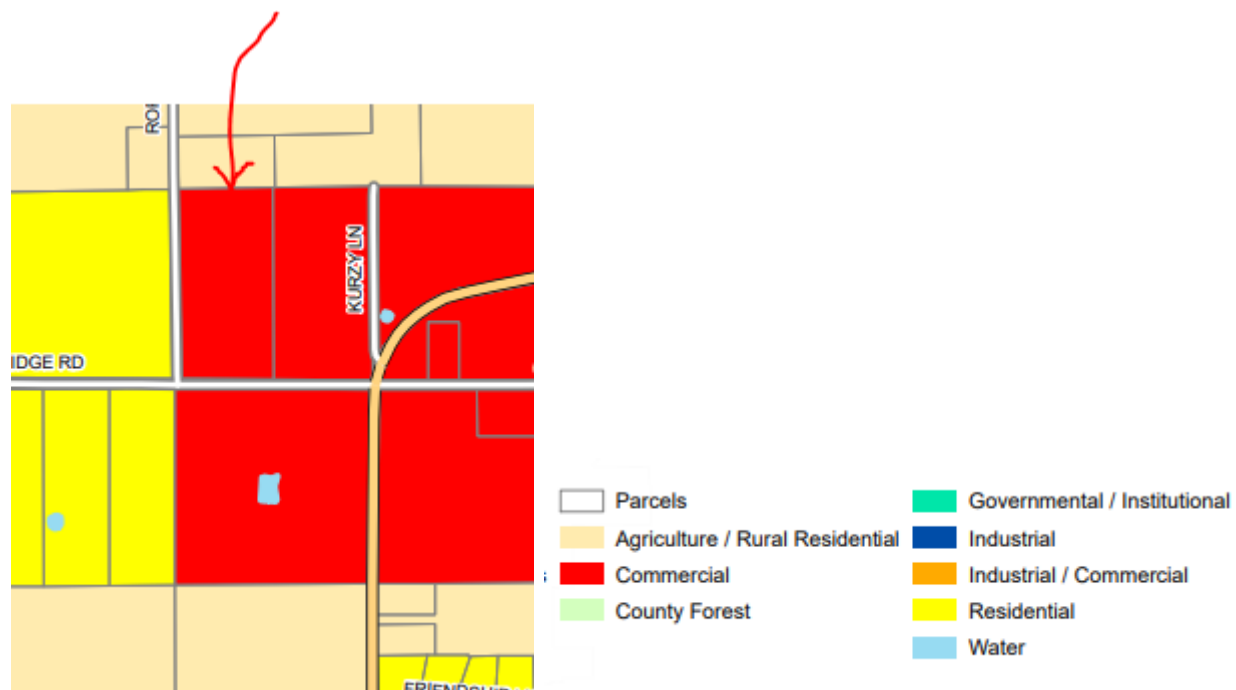 KURZY LN
IDGE RD
Parcels
Agriculture / Rural Residential
Commercial
County Forest
Governmental / Institutional
Industrial
Industrial / Commercial
Residential
Water